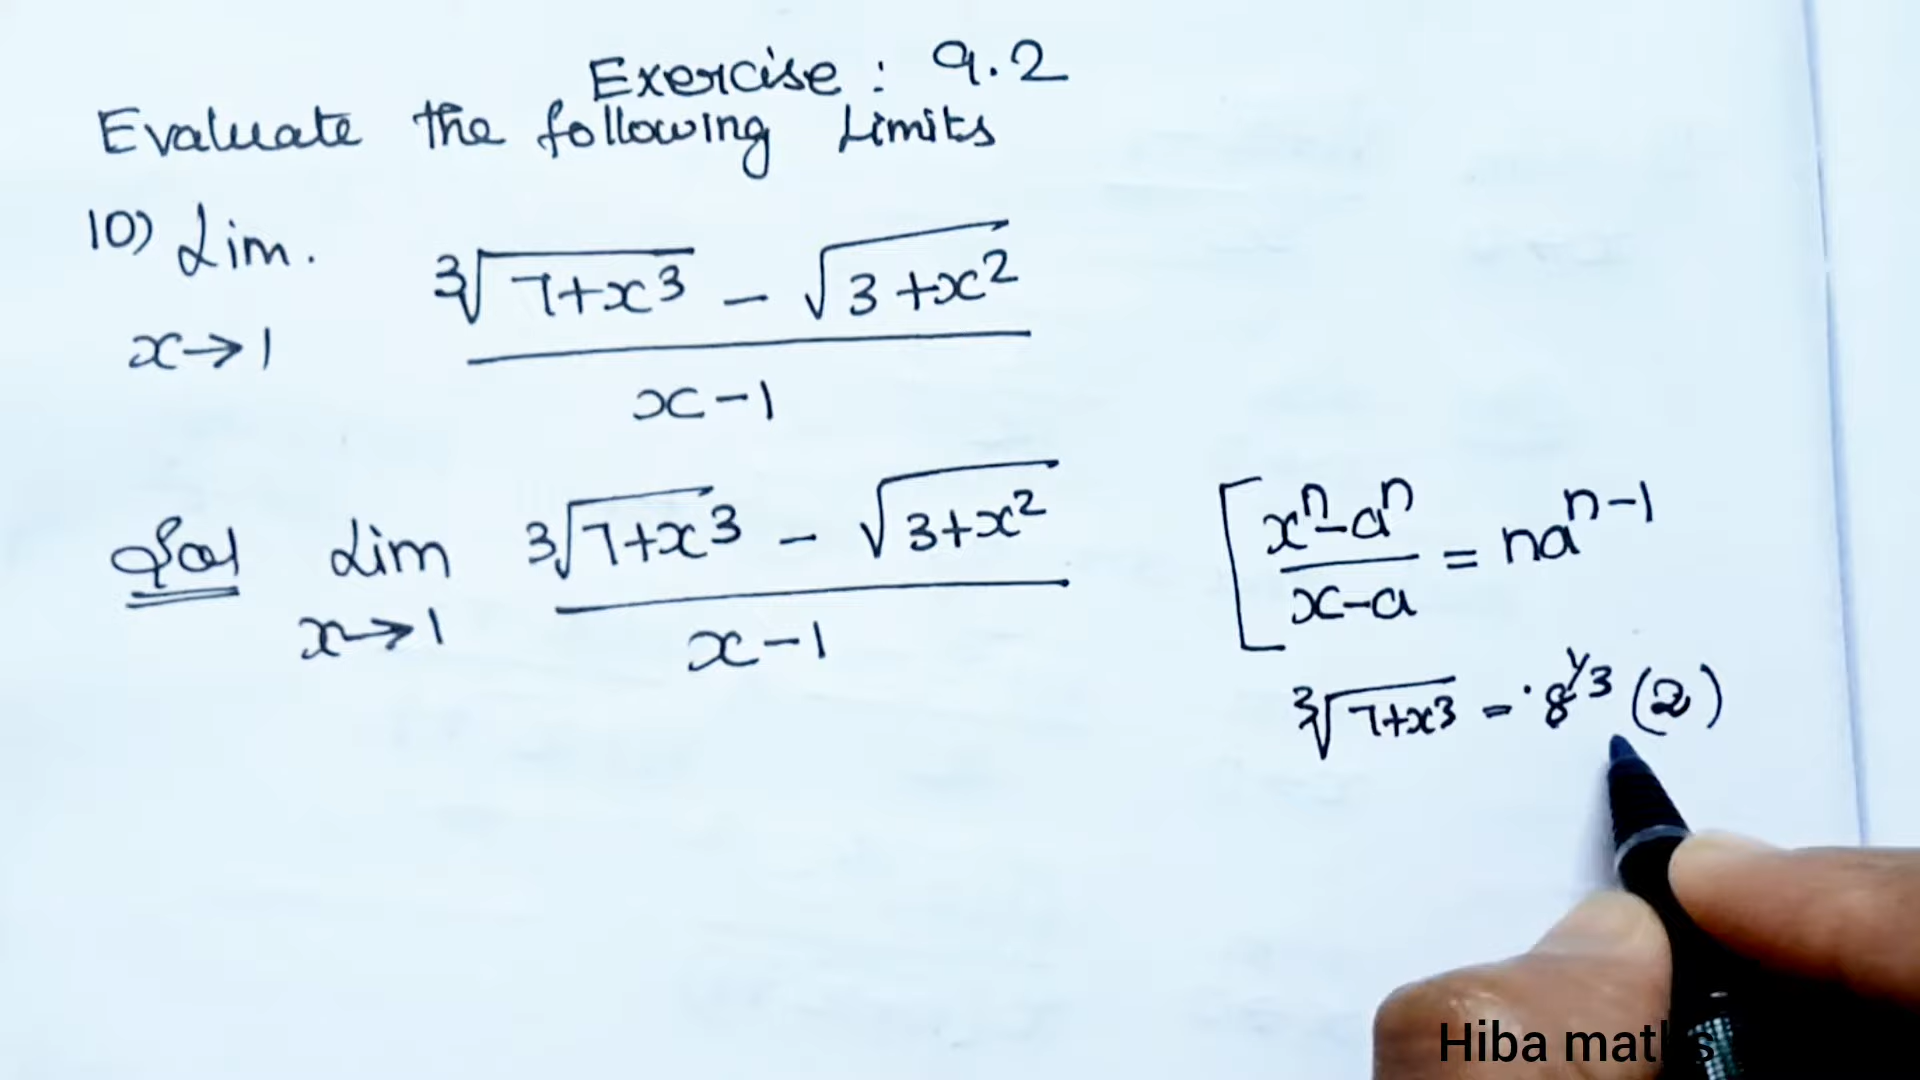 Exercise : 9.2
Evaluate the following Limits
10) Lim. x→1 ∛(7+x³) − √(3+x²) / x−1
Sol Lim x→1 ∛(7+x³) − √(3+x²) / x−1
[ xⁿ−aⁿ / x−a = naⁿ⁻¹
∛(7+x³) − 8^1/3 (2)
Hiba maths